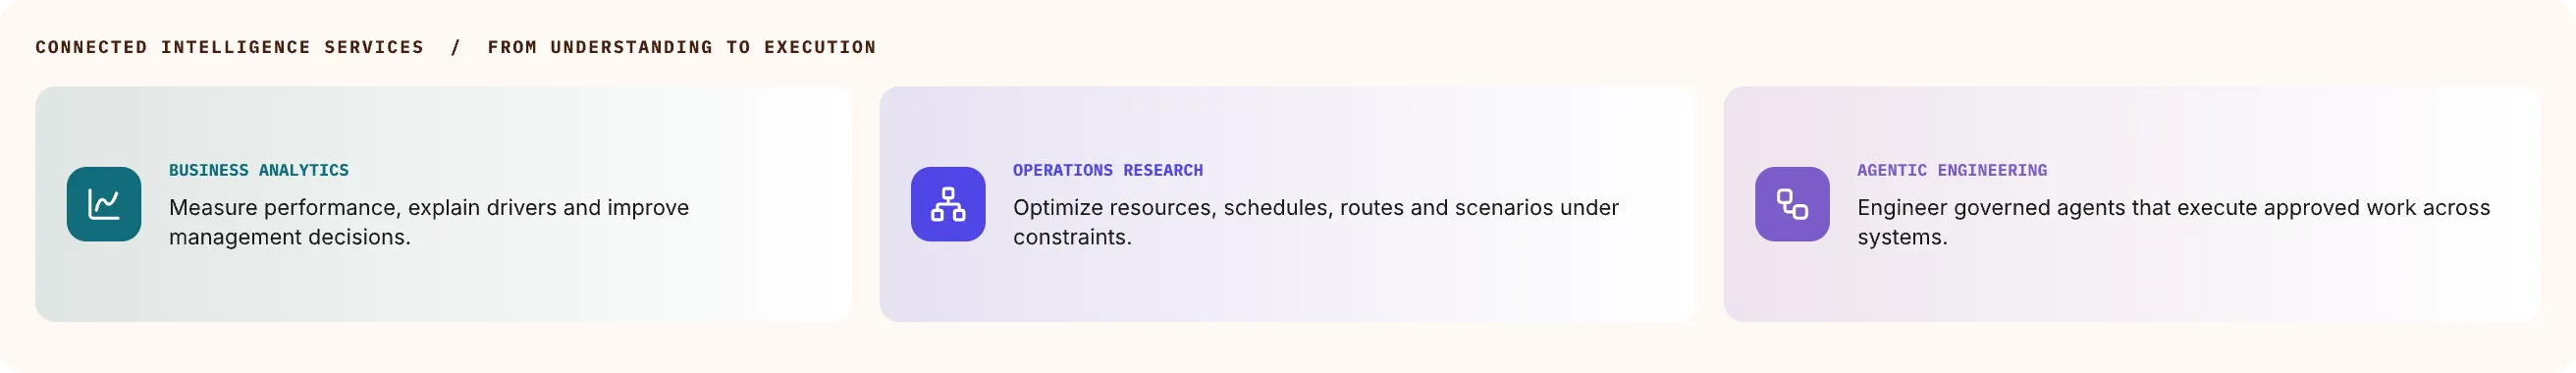 CONNECTED INTELLIGENCE SERVICES / FROM UNDERSTANDING TO EXECUTION
BUSINESS ANALYTICS
Measure performance, explain drivers and improve
management decisions.
OPERATIONS RESEARCH
Optimize resources, schedules, routes and scenarios under
constraints.
AGENTIC ENGINEERING
Engineer governed agents that execute approved work across
systems.